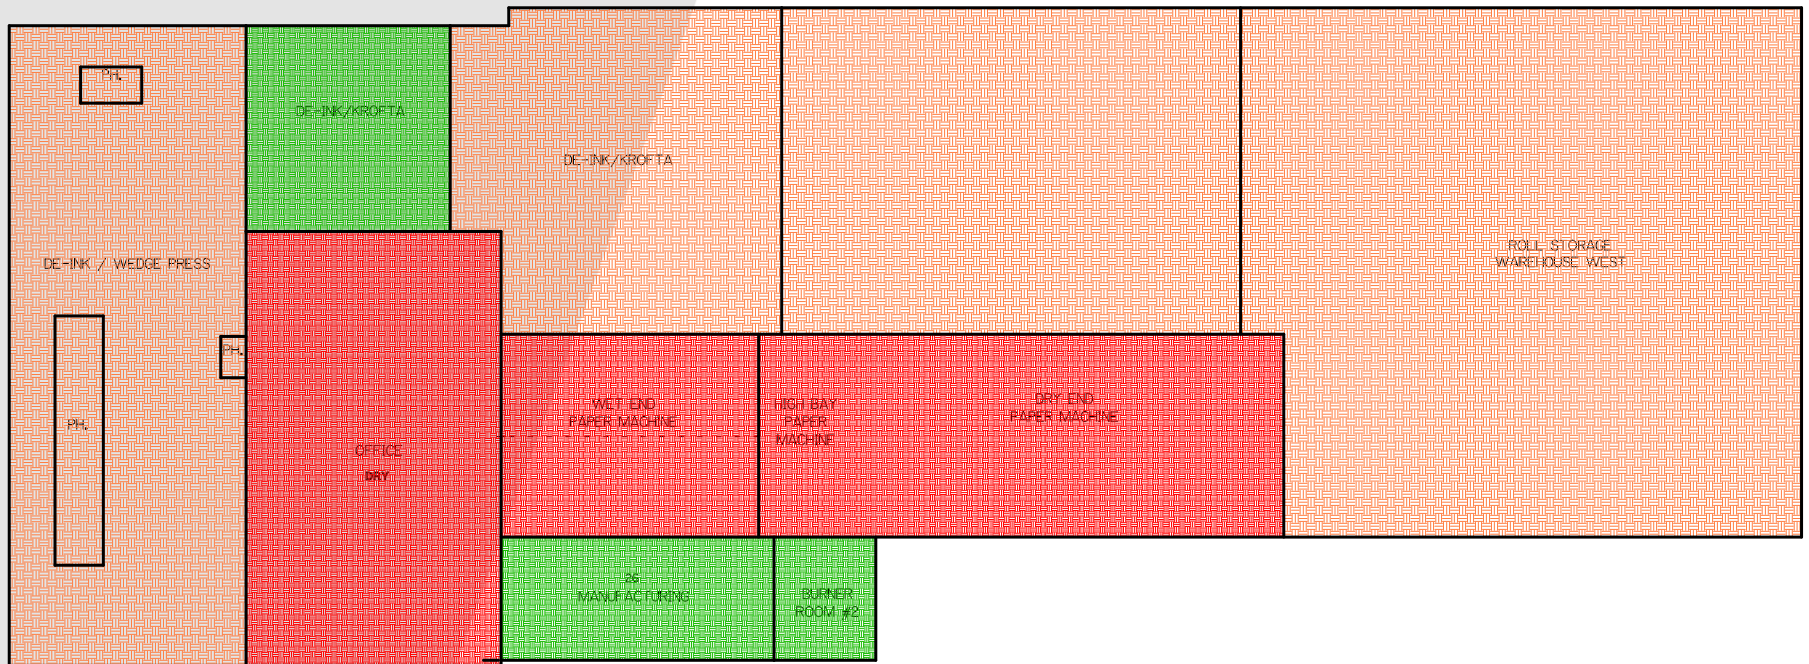 PH.
DE-INK/KROFTA
DE-INK/KROFTA
ROLL STORAGE
WAREHOUSE WEST
DE-INK / WEDGE PRESS
PH.
PH.
OFFICE
DRY
WET END
PAPER MACHINE
HIGH BAY
PAPER
MACHINE
DRY END
PAPER MACHINE
26
MANUFACTURING
BURNER
ROOM #2